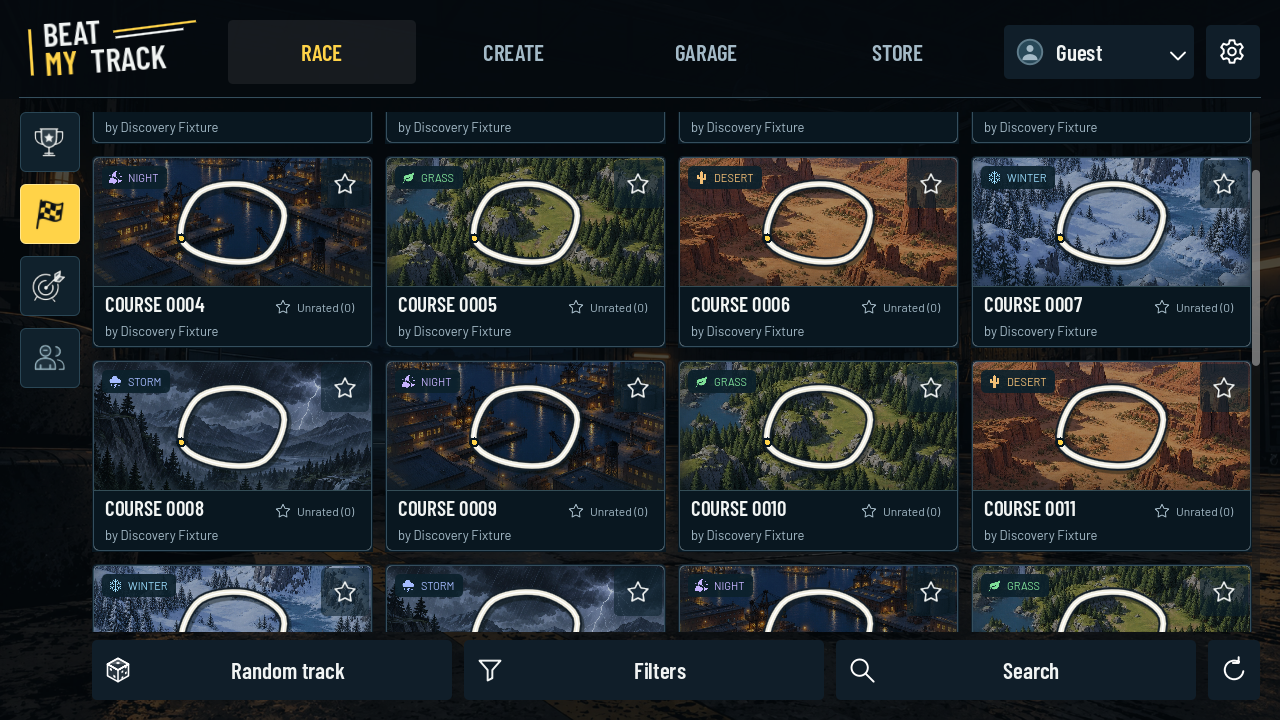 BEAT
MY TRACK
RACE
CREATE
GARAGE
STORE
Guest
by Discovery Fixture
by Discovery Fixture
by Discovery Fixture
by Discovery Fixture
NIGHT
GRASS
DESERT
WINTER
COURSE 0004
Unrated (0)
by Discovery Fixture
COURSE 0005
Unrated (0)
by Discovery Fixture
COURSE 0006
Unrated (0)
by Discovery Fixture
COURSE 0007
Unrated (0)
by Discovery Fixture
STORM
NIGHT
GRASS
DESERT
COURSE 0008
Unrated (0)
by Discovery Fixture
COURSE 0009
Unrated (0)
by Discovery Fixture
COURSE 0010
Unrated (0)
by Discovery Fixture
COURSE 0011
Unrated (0)
by Discovery Fixture
WINTER
STORM
NIGHT
GRASS
Random track
Filters
Search